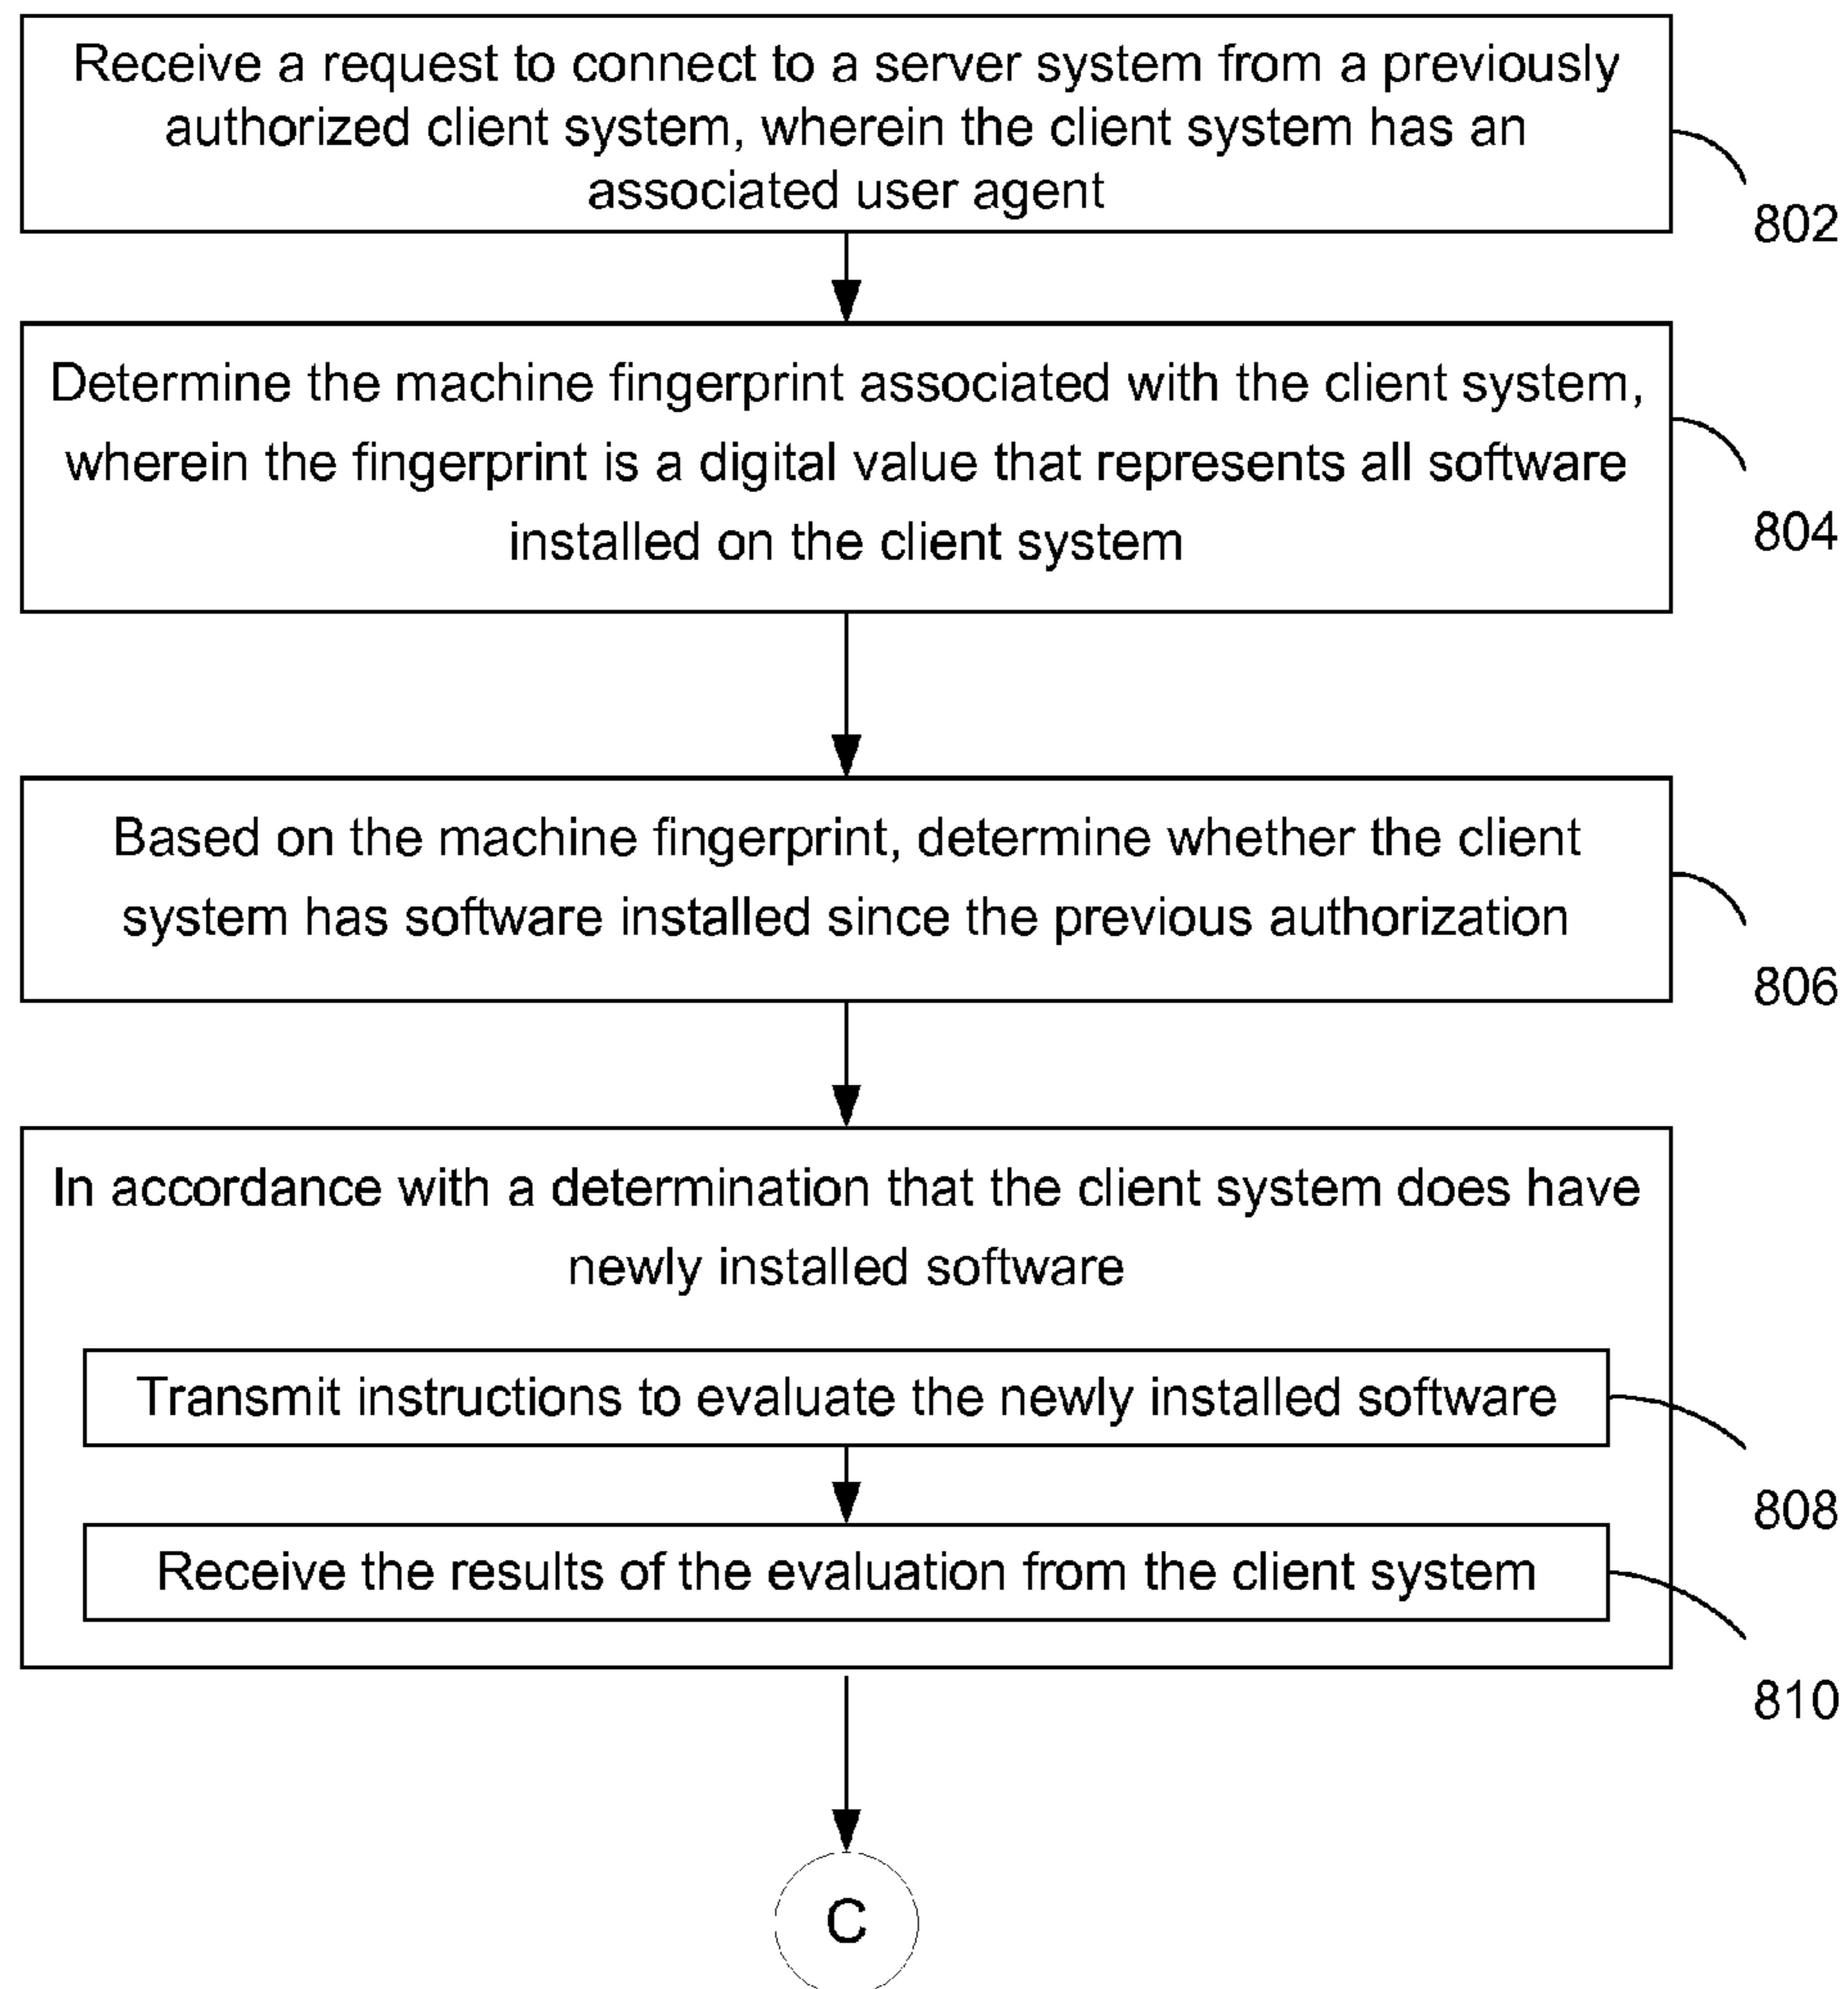 Receive a request to connect to a server system from a previously
authorized client system, wherein the client system has an
associated user agent
802
Determine the machine fingerprint associated with the client system,
wherein the fingerprint is a digital value that represents all software
installed on the client system
804
Based on the machine fingerprint, determine whether the client
system has software installed since the previous authorization
806
In accordance with a determination that the client system does have
newly installed software
Transmit instructions to evaluate the newly installed software
808
Receive the results of the evaluation from the client system
810
C